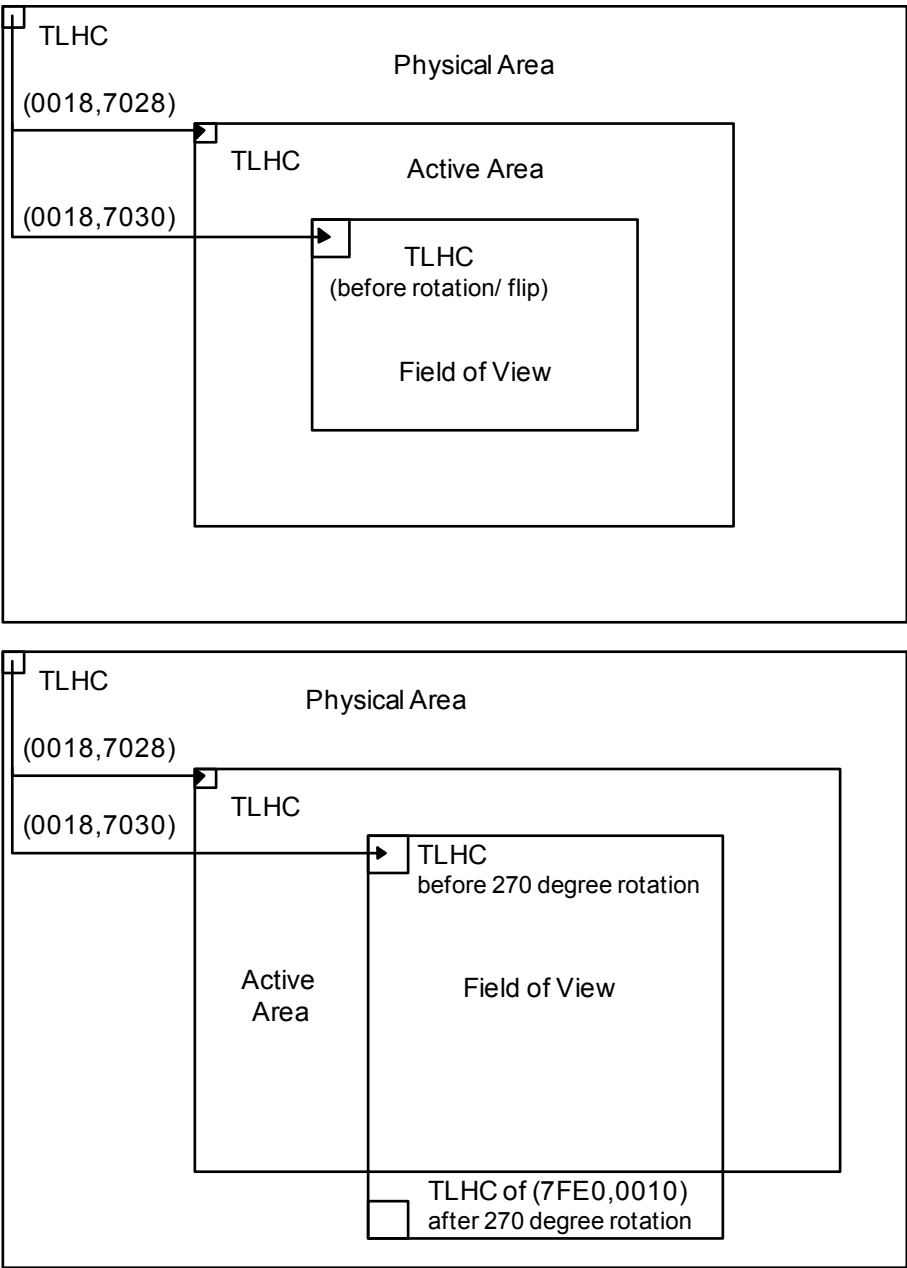 TLHC
Physical Area
(0018,7028)
TLHC
Active Area
(0018,7030)
TLHC
(before rotation/ flip)
Field of View
TLHC
Physical Area
(0018,7028)
TLHC
(0018,7030)
TLHC
before 270 degree rotation
Active
Area
Field of View
TLHC of (7FE0,0010)
after 270 degree rotation